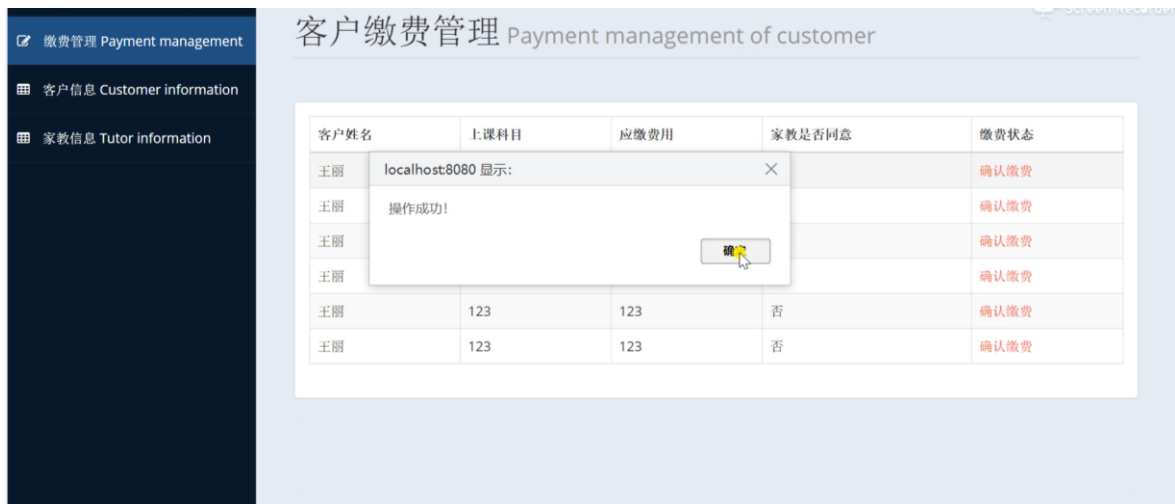 Screen Recorder
缴费管理 Payment management
客户缴费管理 Payment management of customer
客户信息 Customer information
家教信息 Tutor information
客户姓名 上课科目 应缴费用 家教是否同意 缴费状态
王丽 确认缴费
localhost:8080 显示:
王丽 确认缴费
操作成功!
王丽 确认缴费
王丽 确认缴费
王丽 123 123 否 确认缴费
王丽 123 123 否 确认缴费